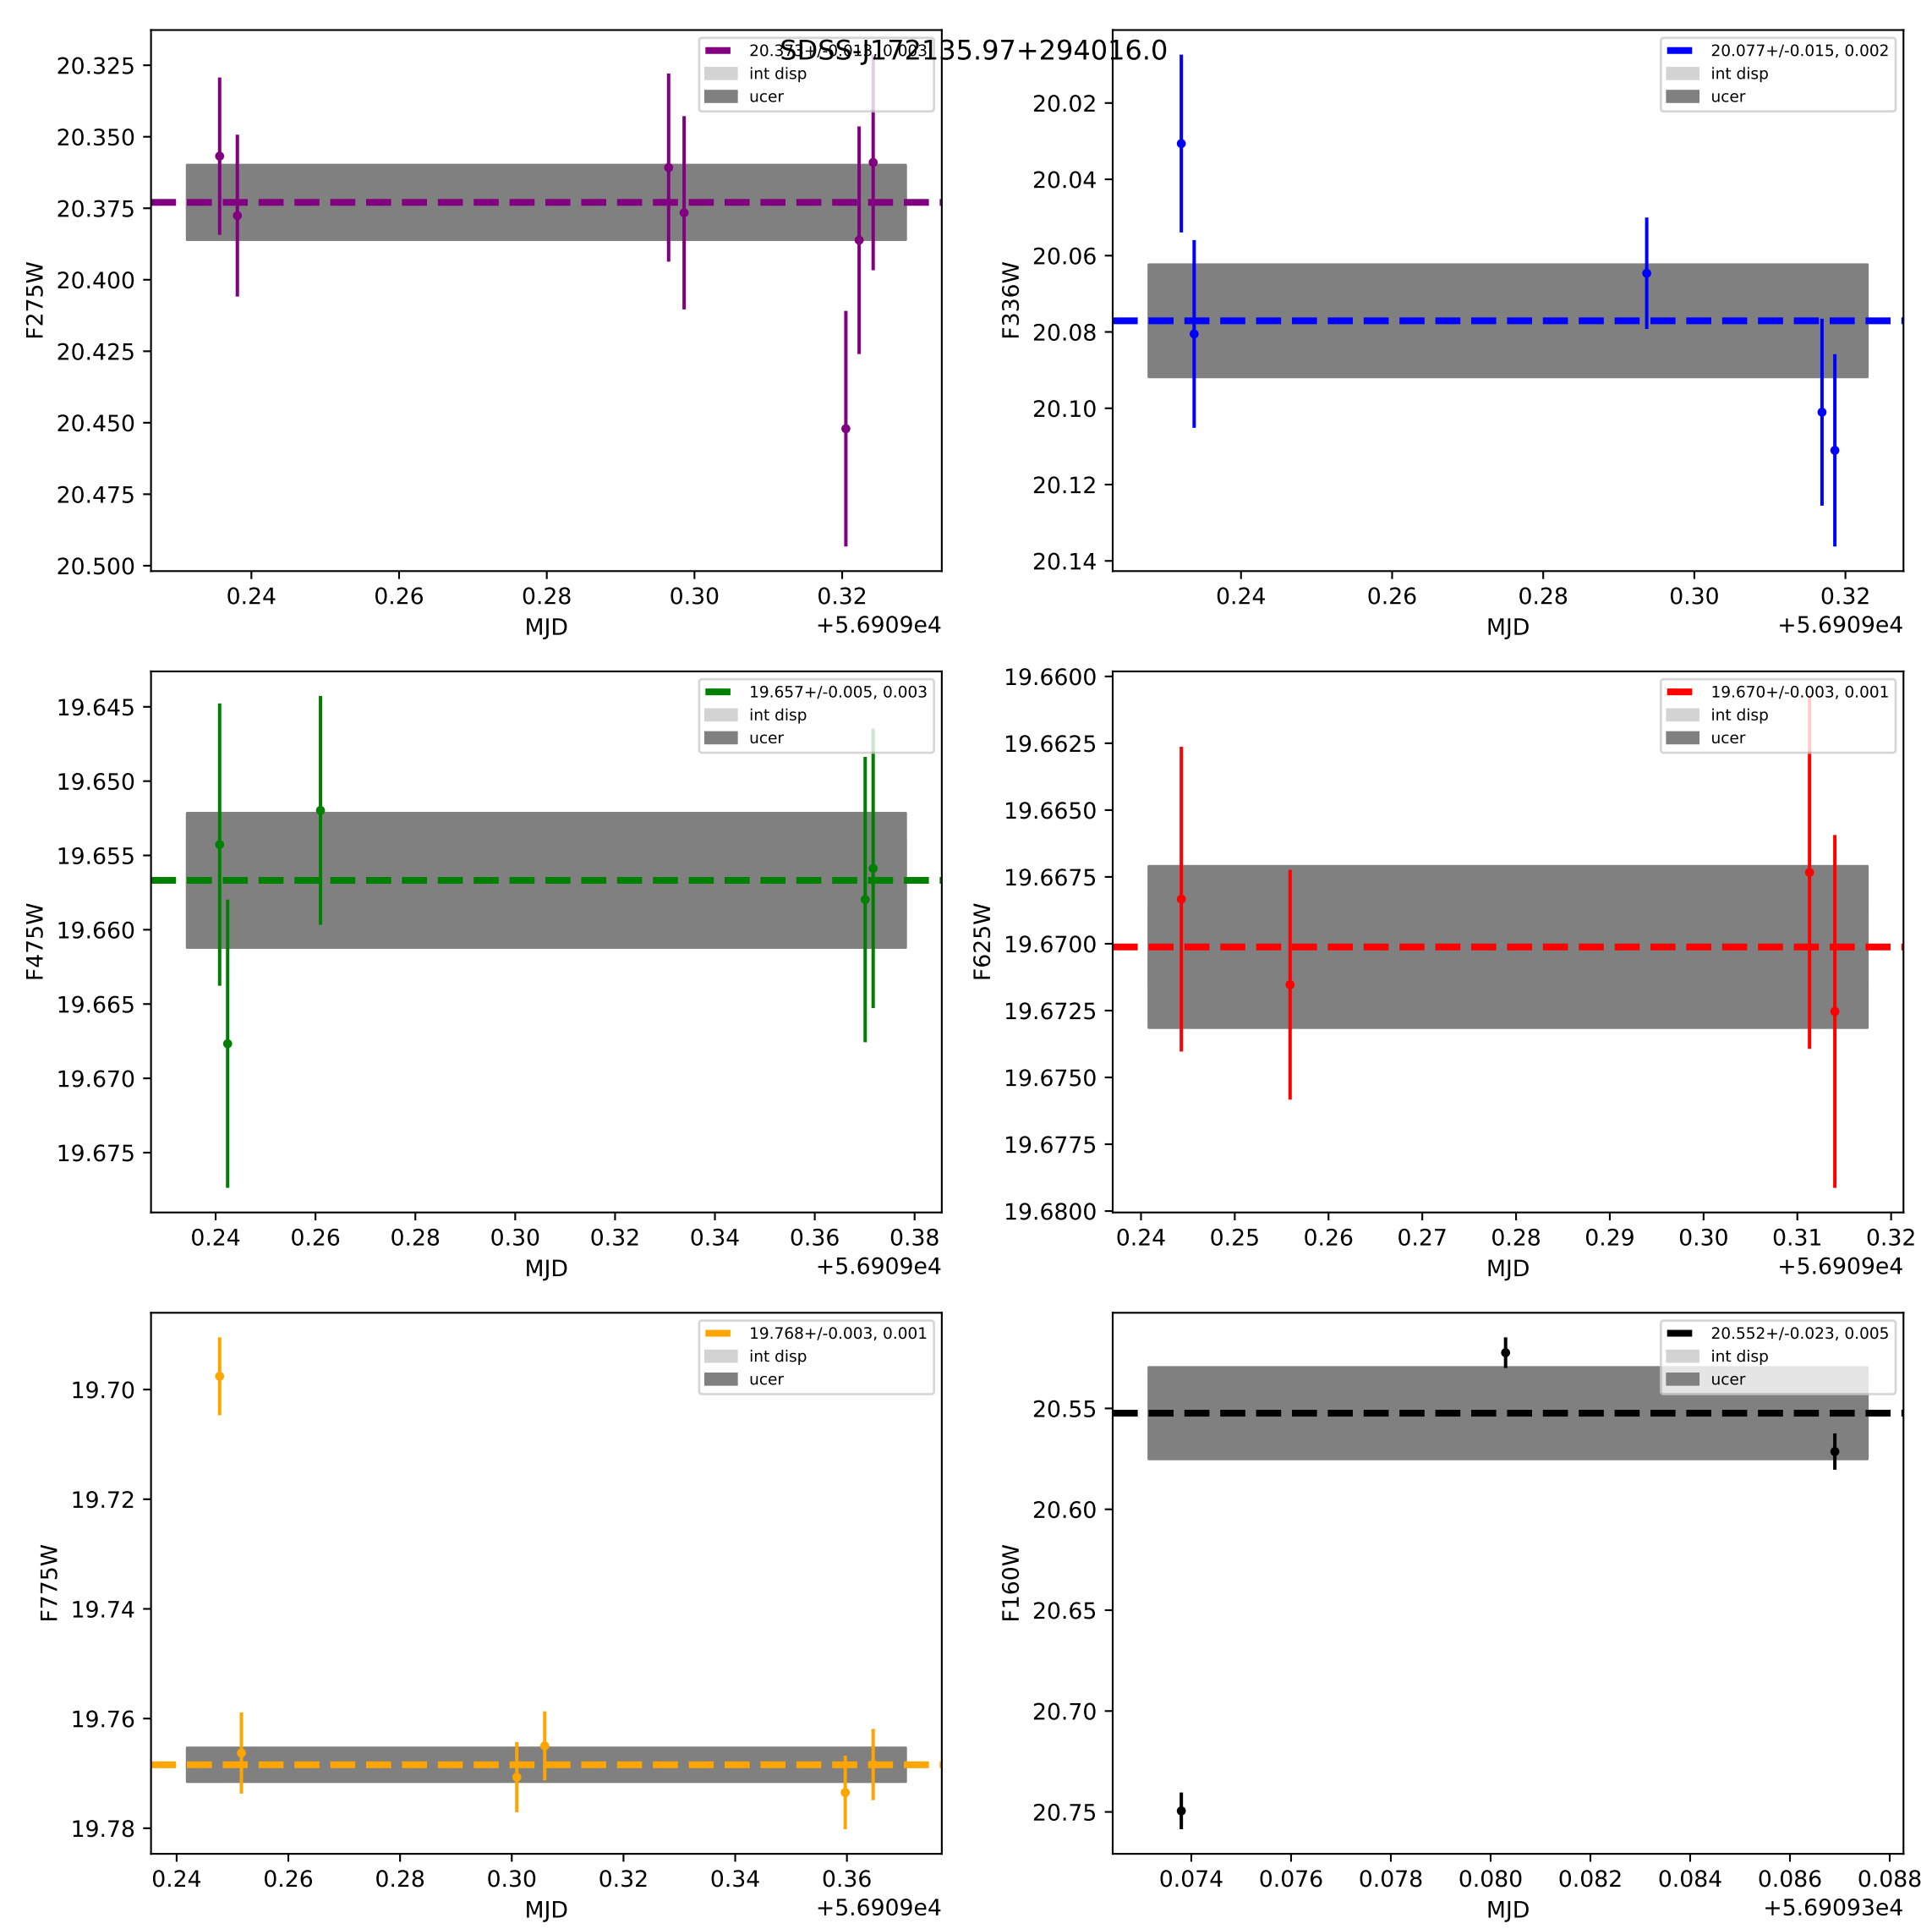 SDSS-J172135.97+294016.0
20.373+/-0.013, 0.003
int disp
ucer
20.325
20.350
20.375
20.400
20.425
20.450
20.475
20.500
F275W
0.24 0.26 0.28 0.30 0.32
MJD
+5.6909e4
20.077+/-0.015, 0.002
int disp
ucer
20.02
20.04
20.06
20.08
20.10
20.12
20.14
F336W
0.24 0.26 0.28 0.30 0.32
MJD
+5.6909e4
19.657+/-0.005, 0.003
int disp
ucer
19.645
19.650
19.655
19.660
19.665
19.670
19.675
F475W
0.24 0.26 0.28 0.30 0.32 0.34 0.36 0.38
MJD
+5.6909e4
19.670+/-0.003, 0.001
int disp
ucer
19.6600
19.6625
19.6650
19.6675
19.6700
19.6725
19.6750
19.6775
19.6800
F625W
0.24 0.25 0.26 0.27 0.28 0.29 0.30 0.31 0.32
MJD
+5.6909e4
19.768+/-0.003, 0.001
int disp
ucer
19.70
19.72
19.74
19.76
19.78
F775W
0.24 0.26 0.28 0.30 0.32 0.34 0.36
MJD
+5.6909e4
20.552+/-0.023, 0.005
int disp
ucer
20.55
20.60
20.65
20.70
20.75
F160W
0.074 0.076 0.078 0.080 0.082 0.084 0.086 0.088
MJD
+5.69093e4